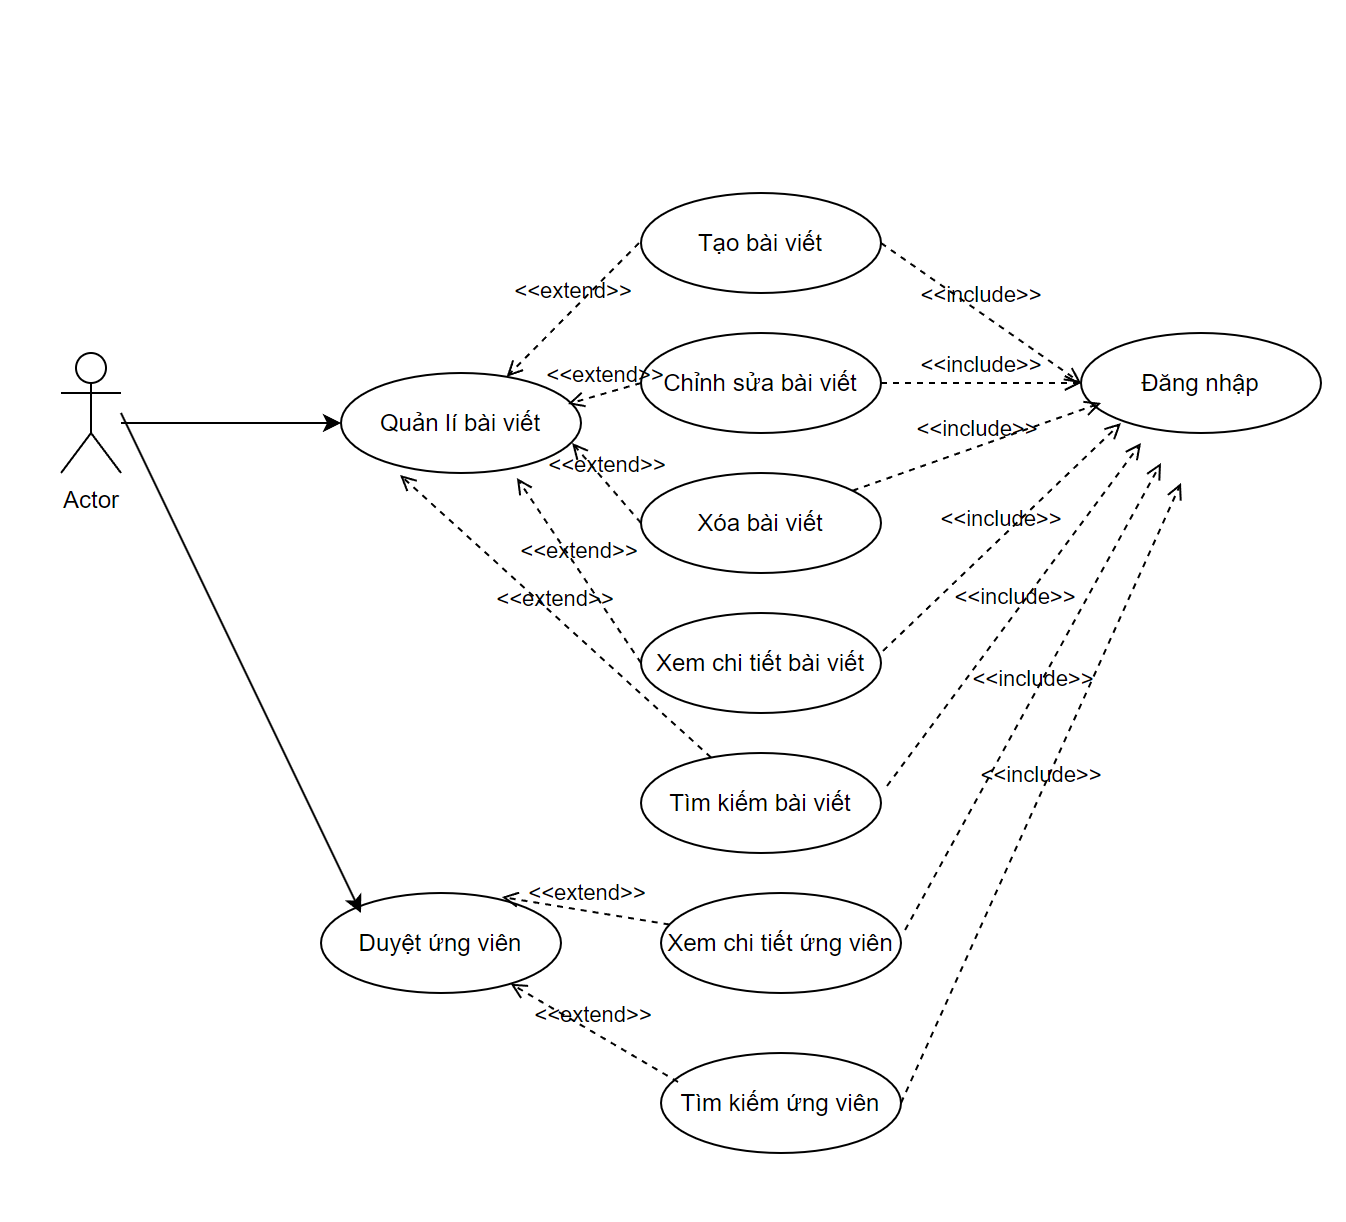 Tạo bài viết
<<extend>>
<<include>>
<<extend>>
Chỉnh sửa bài viết
<<include>>
Đăng nhập
Quản lí bài viết
<<include>>
<<extend>>
Actor
Xóa bài viết
<<include>>
<<extend>>
<<extend>>
<<include>>
Xem chi tiết bài viết
<<include>>
<<include>>
Tìm kiếm bài viết
<<extend>>
Duyệt ứng viên
Xem chi tiết ứng viên
<<extend>>
Tìm kiếm ứng viên